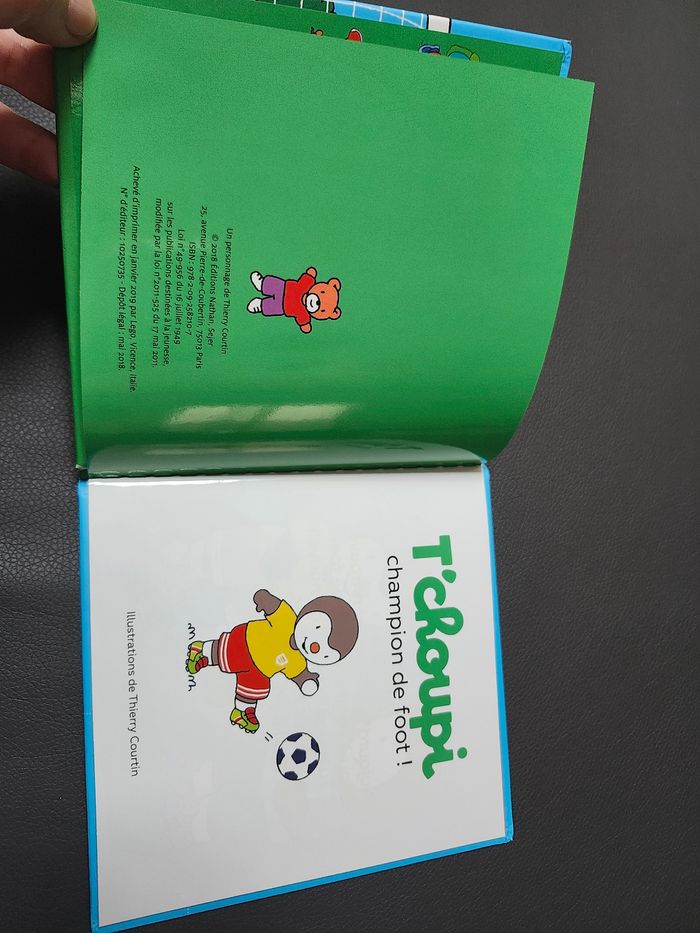 Un personnage de Thierry Courtin
© 2018 Éditions Nathan, Sejer
25, avenue Pierre-de-Coubertin, 75013 Paris
ISBN : 978-2-09-258210-7
Loi n°49-956 du 16 juillet 1949
sur les publications destinées à la jeunesse,
modifiée par la loi n°2011-525 du 17 mai 2011.
Achevé d'imprimer en janvier 2019 par Lego, Vicence, Italie.
N° d'éditeur : 10250735 - Dépôt légal : mai 2018.
T'choupi
champion de foot !
Illustrations de Thierry Courtin